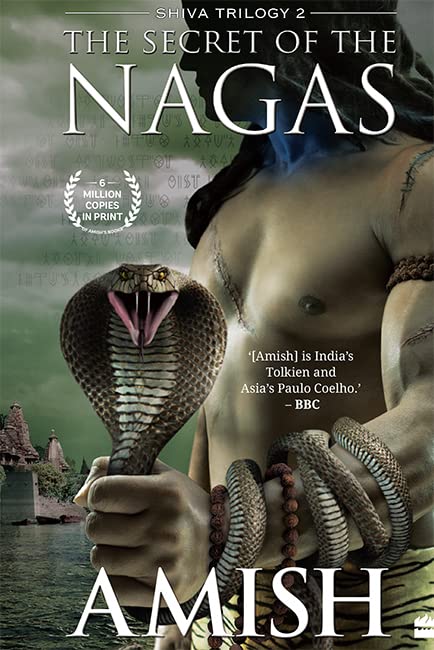 SHIVA TRILOGY 2
THE SECRET OF THE
NAGAS
6
MILLION
COPIES
IN PRINT
OF AMISH'S BOOKS
‘[Amish] is India’s
Tolkien and
Asia’s Paulo Coelho.’
– BBC
AMISH